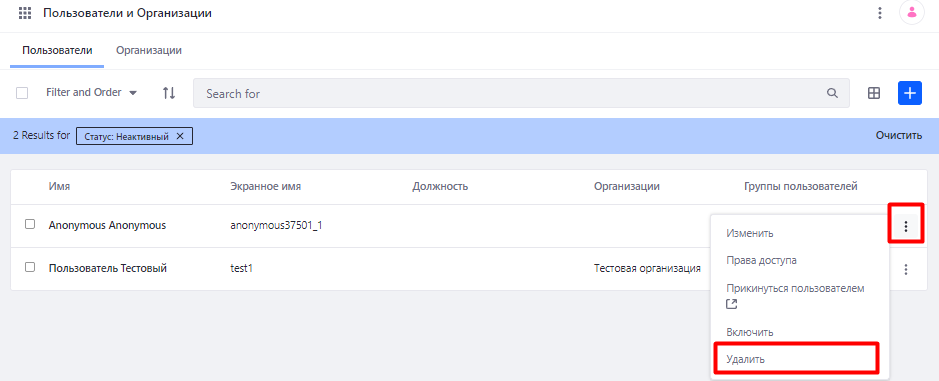 Пользователи и Организации
Пользователи Организации
Filter and Order Search for
2 Results for Статус: Неактивный Очистить
Имя Экранное имя Должность Организации Группы пользователей
Anonymous Anonymous anonymous37501_1
Пользователь Тестовый test1 Тестовая организация
Изменить
Права доступа
Прикинуться пользователем
Включить
Удалить